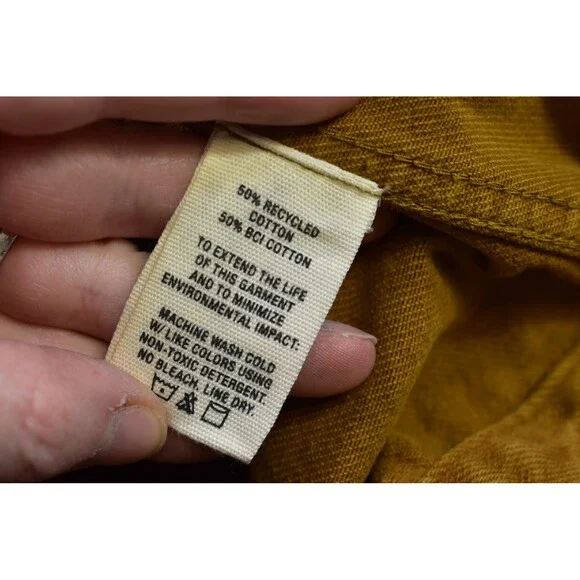 50% RECYCLED
COTTON
50% BCI COTTON
TO EXTEND THE LIFE
OF THIS GARMENT
AND TO MINIMIZE
ENVIRONMENTAL IMPACT:
MACHINE WASH COLD
W/LIKE COLORS USING
NON-TOXIC DETERGENT.
NO BLEACH, LINE DRY.